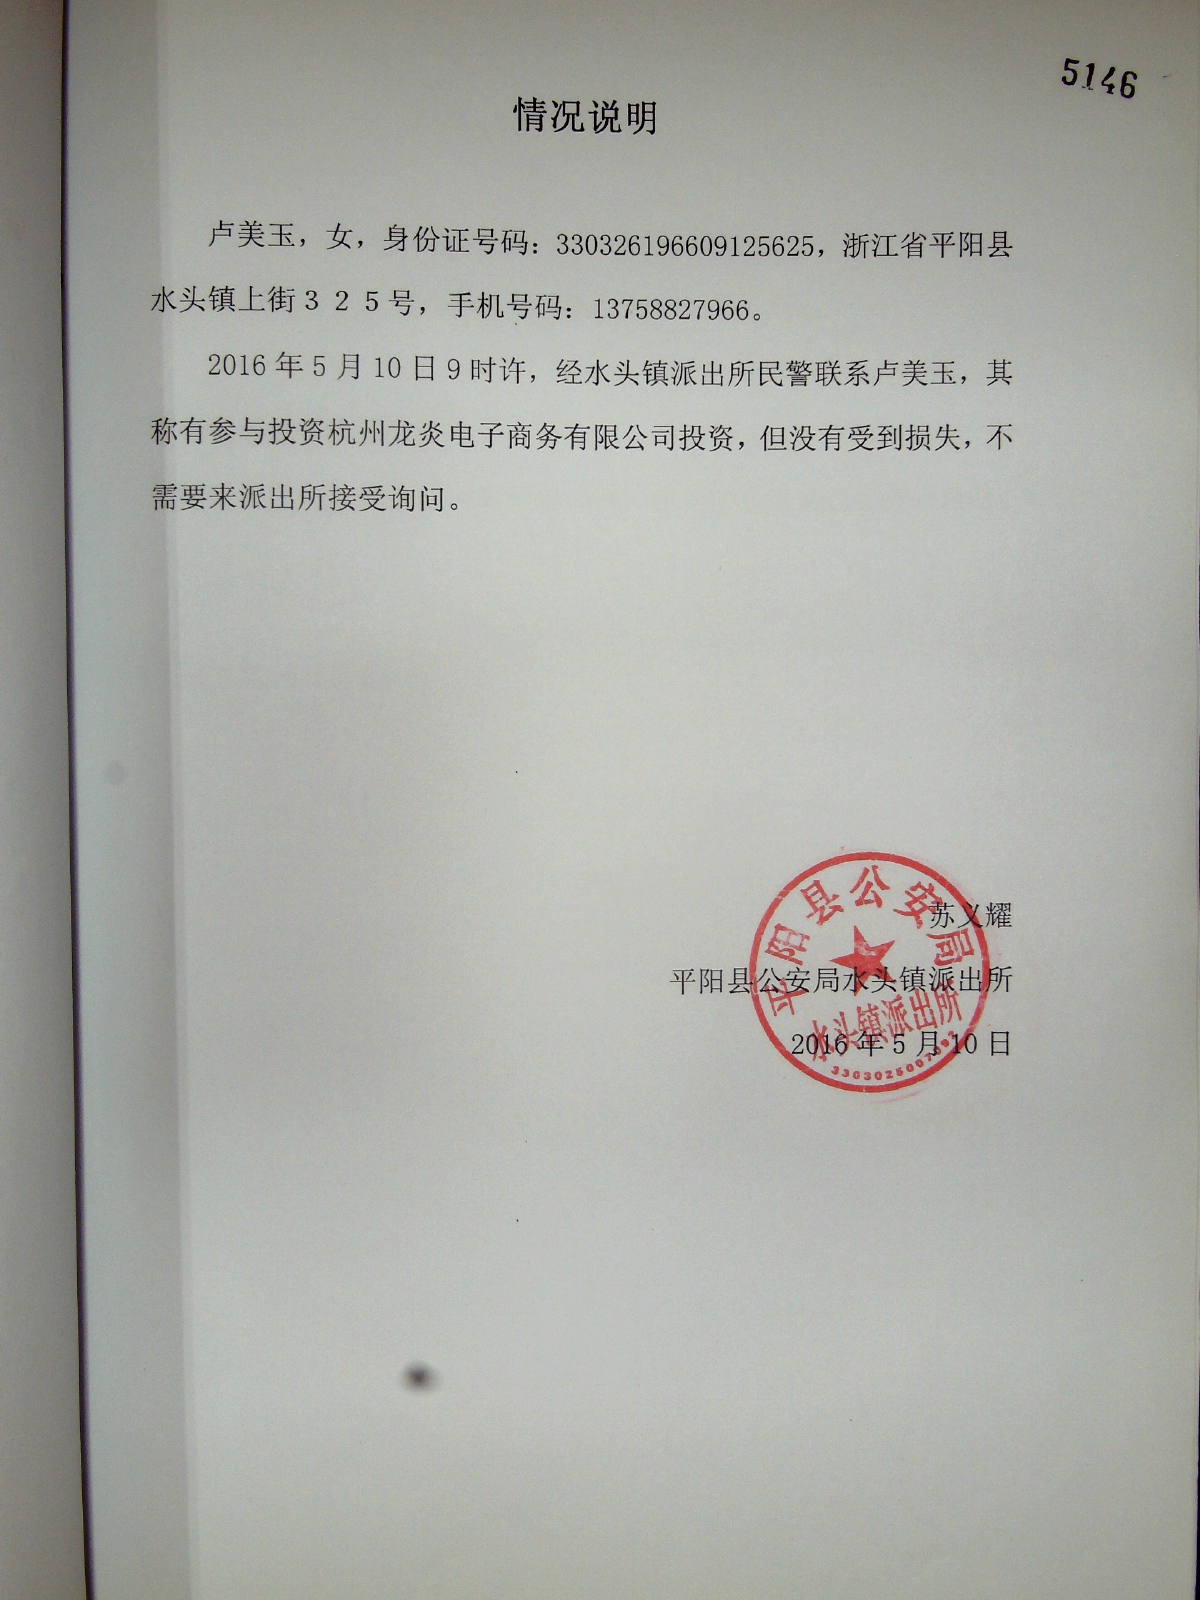 5146
情况说明
卢美玉，女，身份证号码：330326196609125625，浙江省平阳县
水头镇上街３２５号，手机号码：13758827966。
2016年5月10日9时许，经水头镇派出所民警联系卢美玉，其
称有参与投资杭州龙炎电子商务有限公司投资，但没有受到损失，不
需要来派出所接受询问。
苏义耀
平阳县公安局水头镇派出所
2016年5月10日
平阳县公安局
水头镇派出所